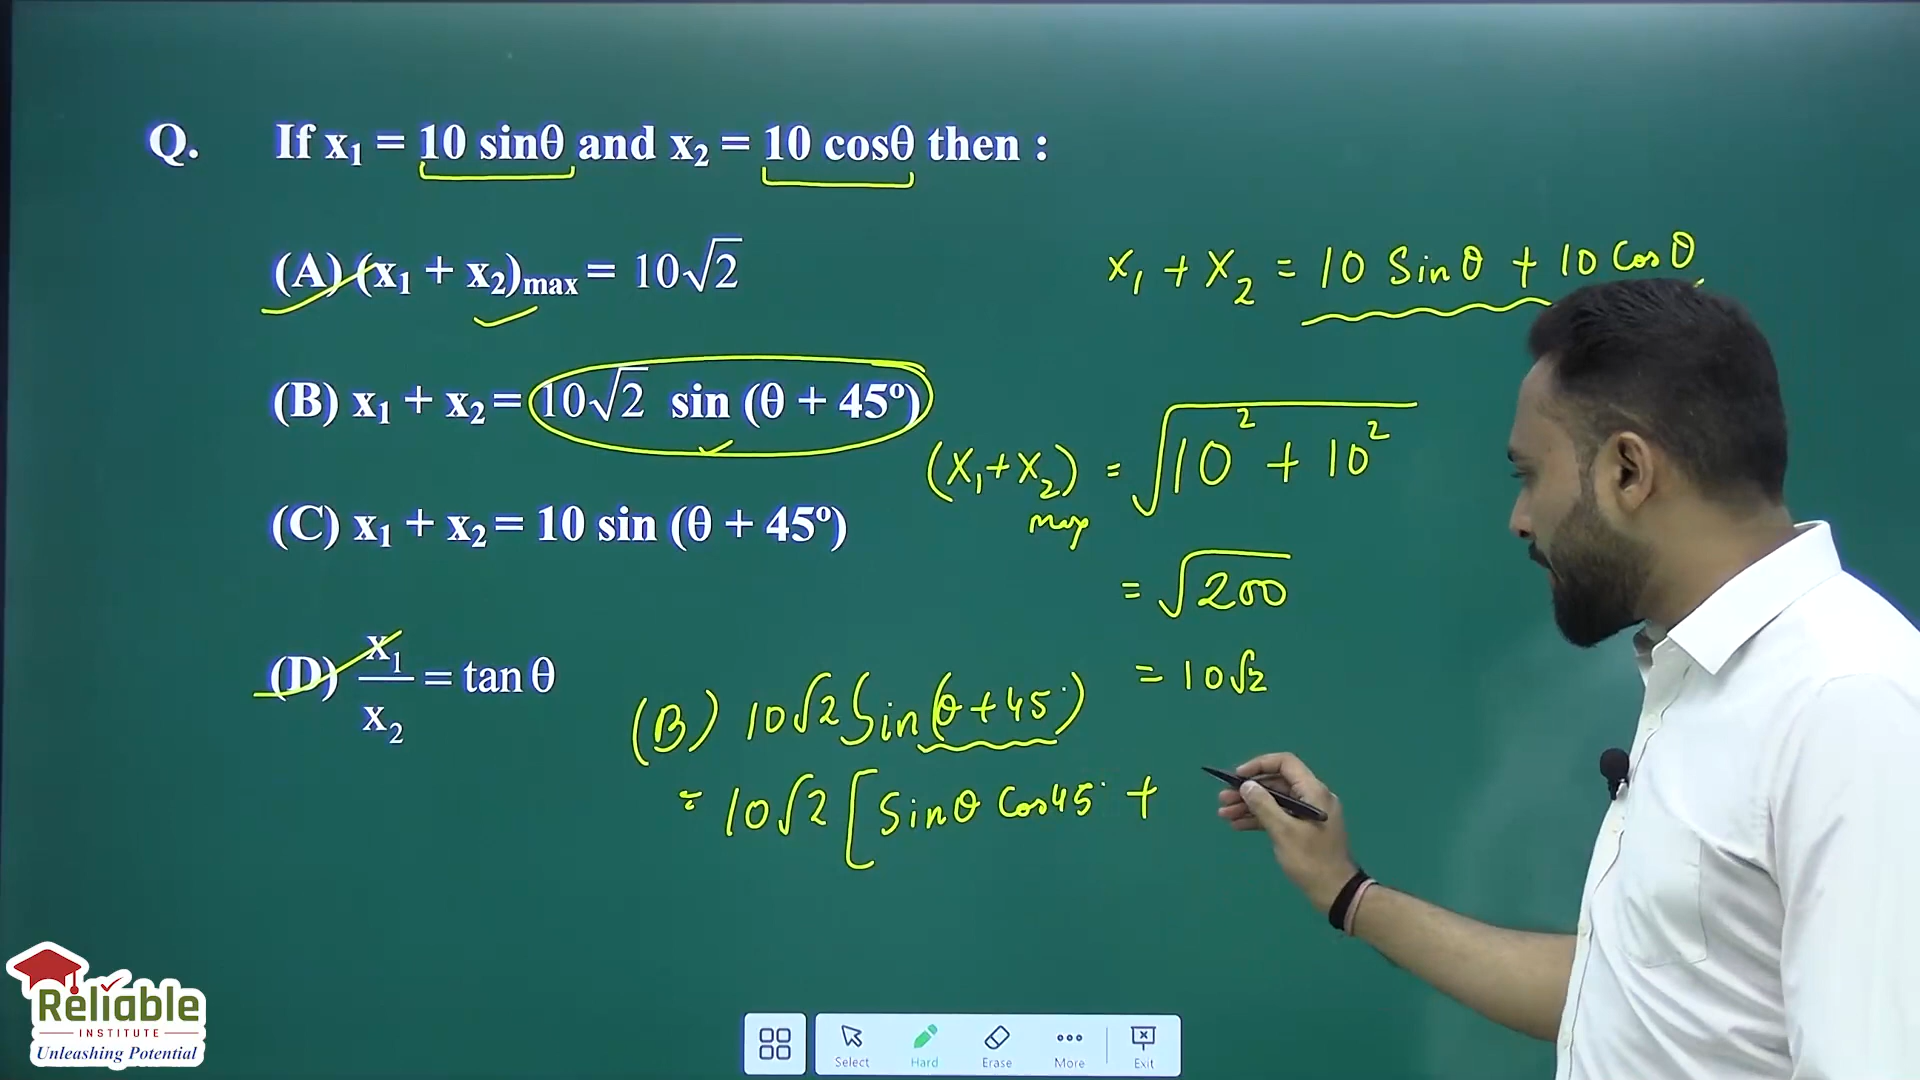 Q. If x₁ = 10 sinθ and x₂ = 10 cosθ then :
(A) (x₁ + x₂)max = 10√2
(B) x₁ + x₂ = 10√2 sin (θ + 45º)
(C) x₁ + x₂ = 10 sin (θ + 45º)
(D) x₁/x₂ = tan θ
x₁ + x₂ = 10 Sin θ + 10 Cos θ
(x₁+x₂)max = √10² + 10²
= √200
= 10√2
(B) 10√2 Sin(θ+45°)
= 10√2 [Sinθ Cos45° +
Reliable
INSTITUTE
Unleashing Potential
Select Hard Erase More Exit